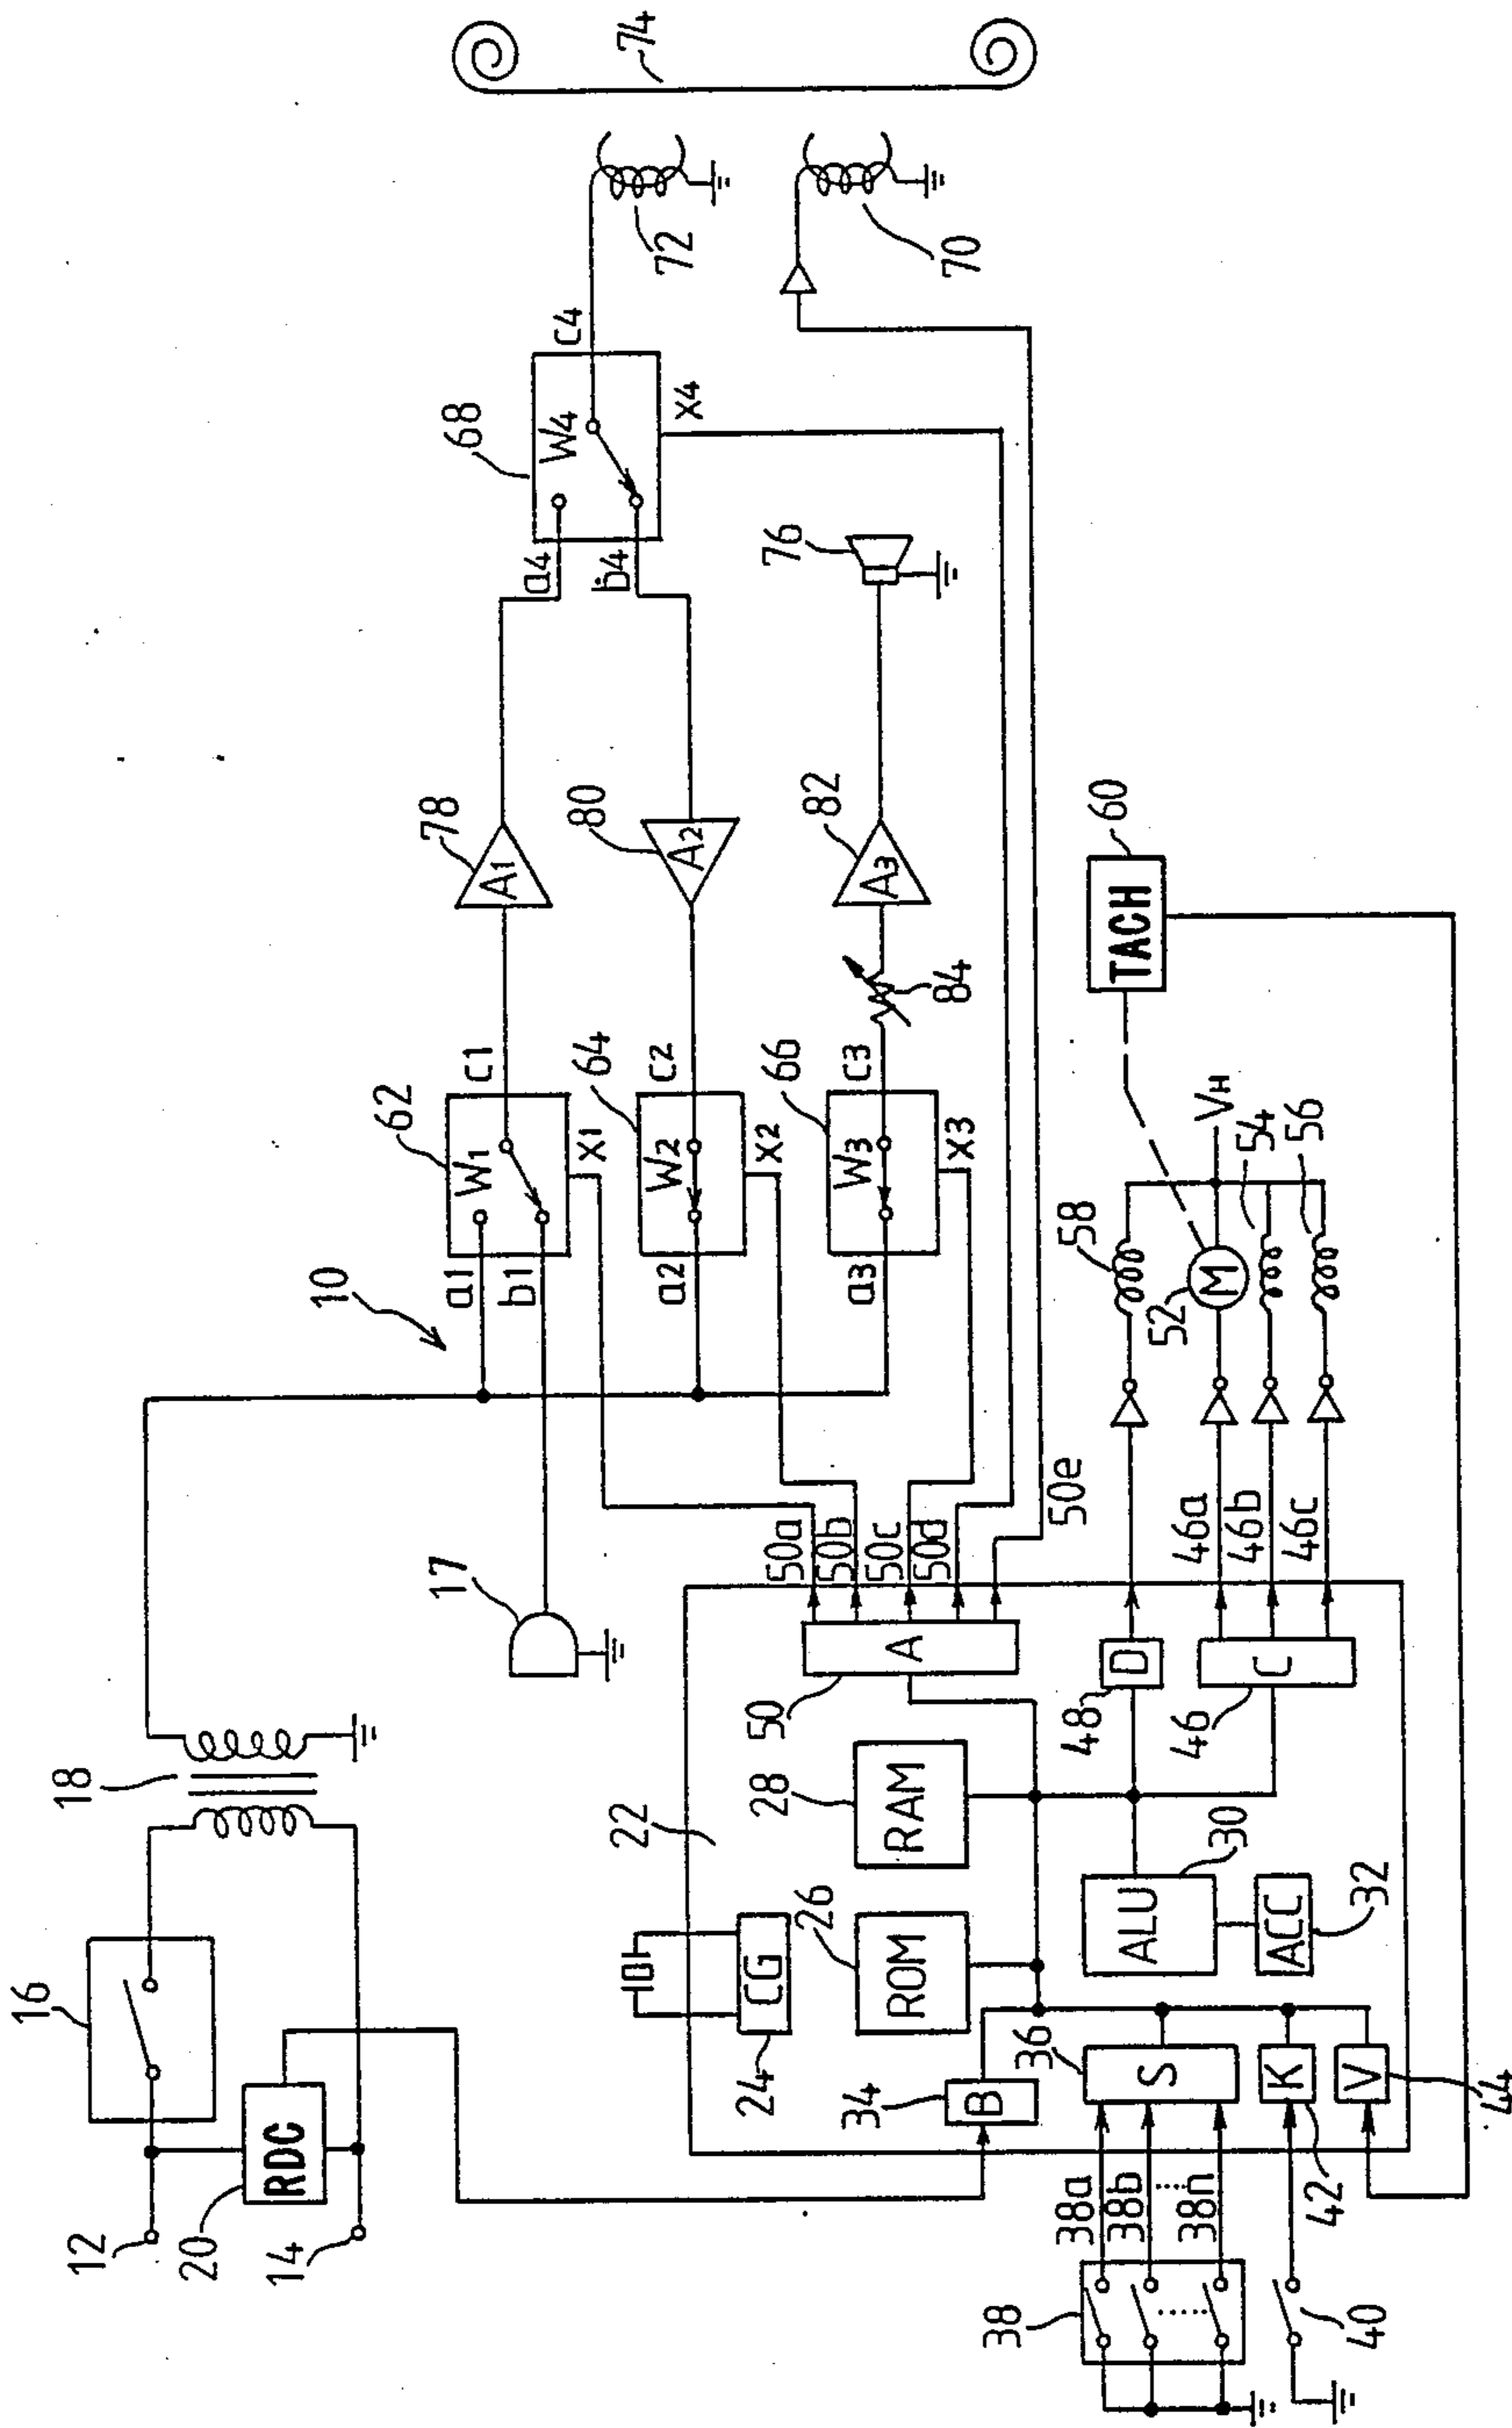 12
16
18
20
RDC
14
17
10
62
W1
a1
b1
c1
x1
78
A1
68
W4
a4
b4
c4
x4
72
74
64
W2
a2
c2
x2
80
A2
66
W3
a3
c3
x3
84
82
A3
76
70
22
24
CG
26
ROM
28
RAM
50
A
50a
50b
50c
50d
50e
34
B
36
S
38
38a
38b
38n
40
K
42
V
44
ALU
30
ACC
32
48
D
46
C
46a
46b
46c
58
52
M
54
56
VH
60
TACH